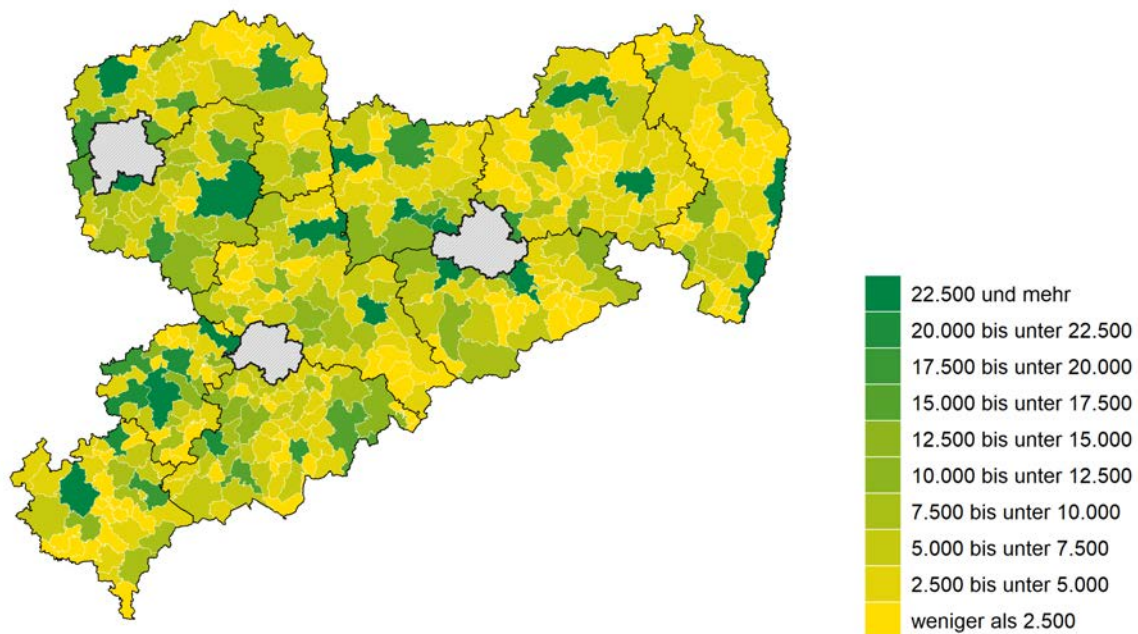 22.500 und mehr
20.000 bis unter 22.500
17.500 bis unter 20.000
15.000 bis unter 17.500
12.500 bis unter 15.000
10.000 bis unter 12.500
7.500 bis unter 10.000
5.000 bis unter 7.500
2.500 bis unter 5.000
weniger als 2.500